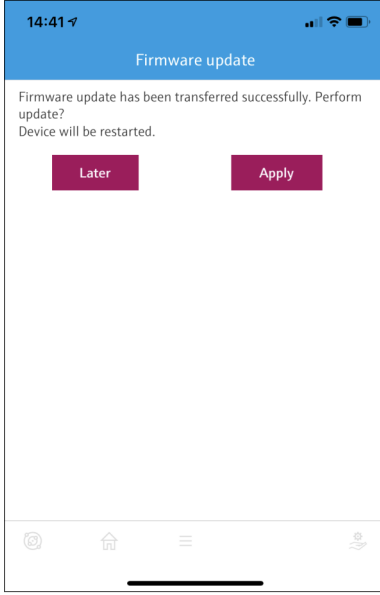 14:41
Firmware update
Firmware update has been transferred successfully. Perform
update?
Device will be restarted.
Later
Apply